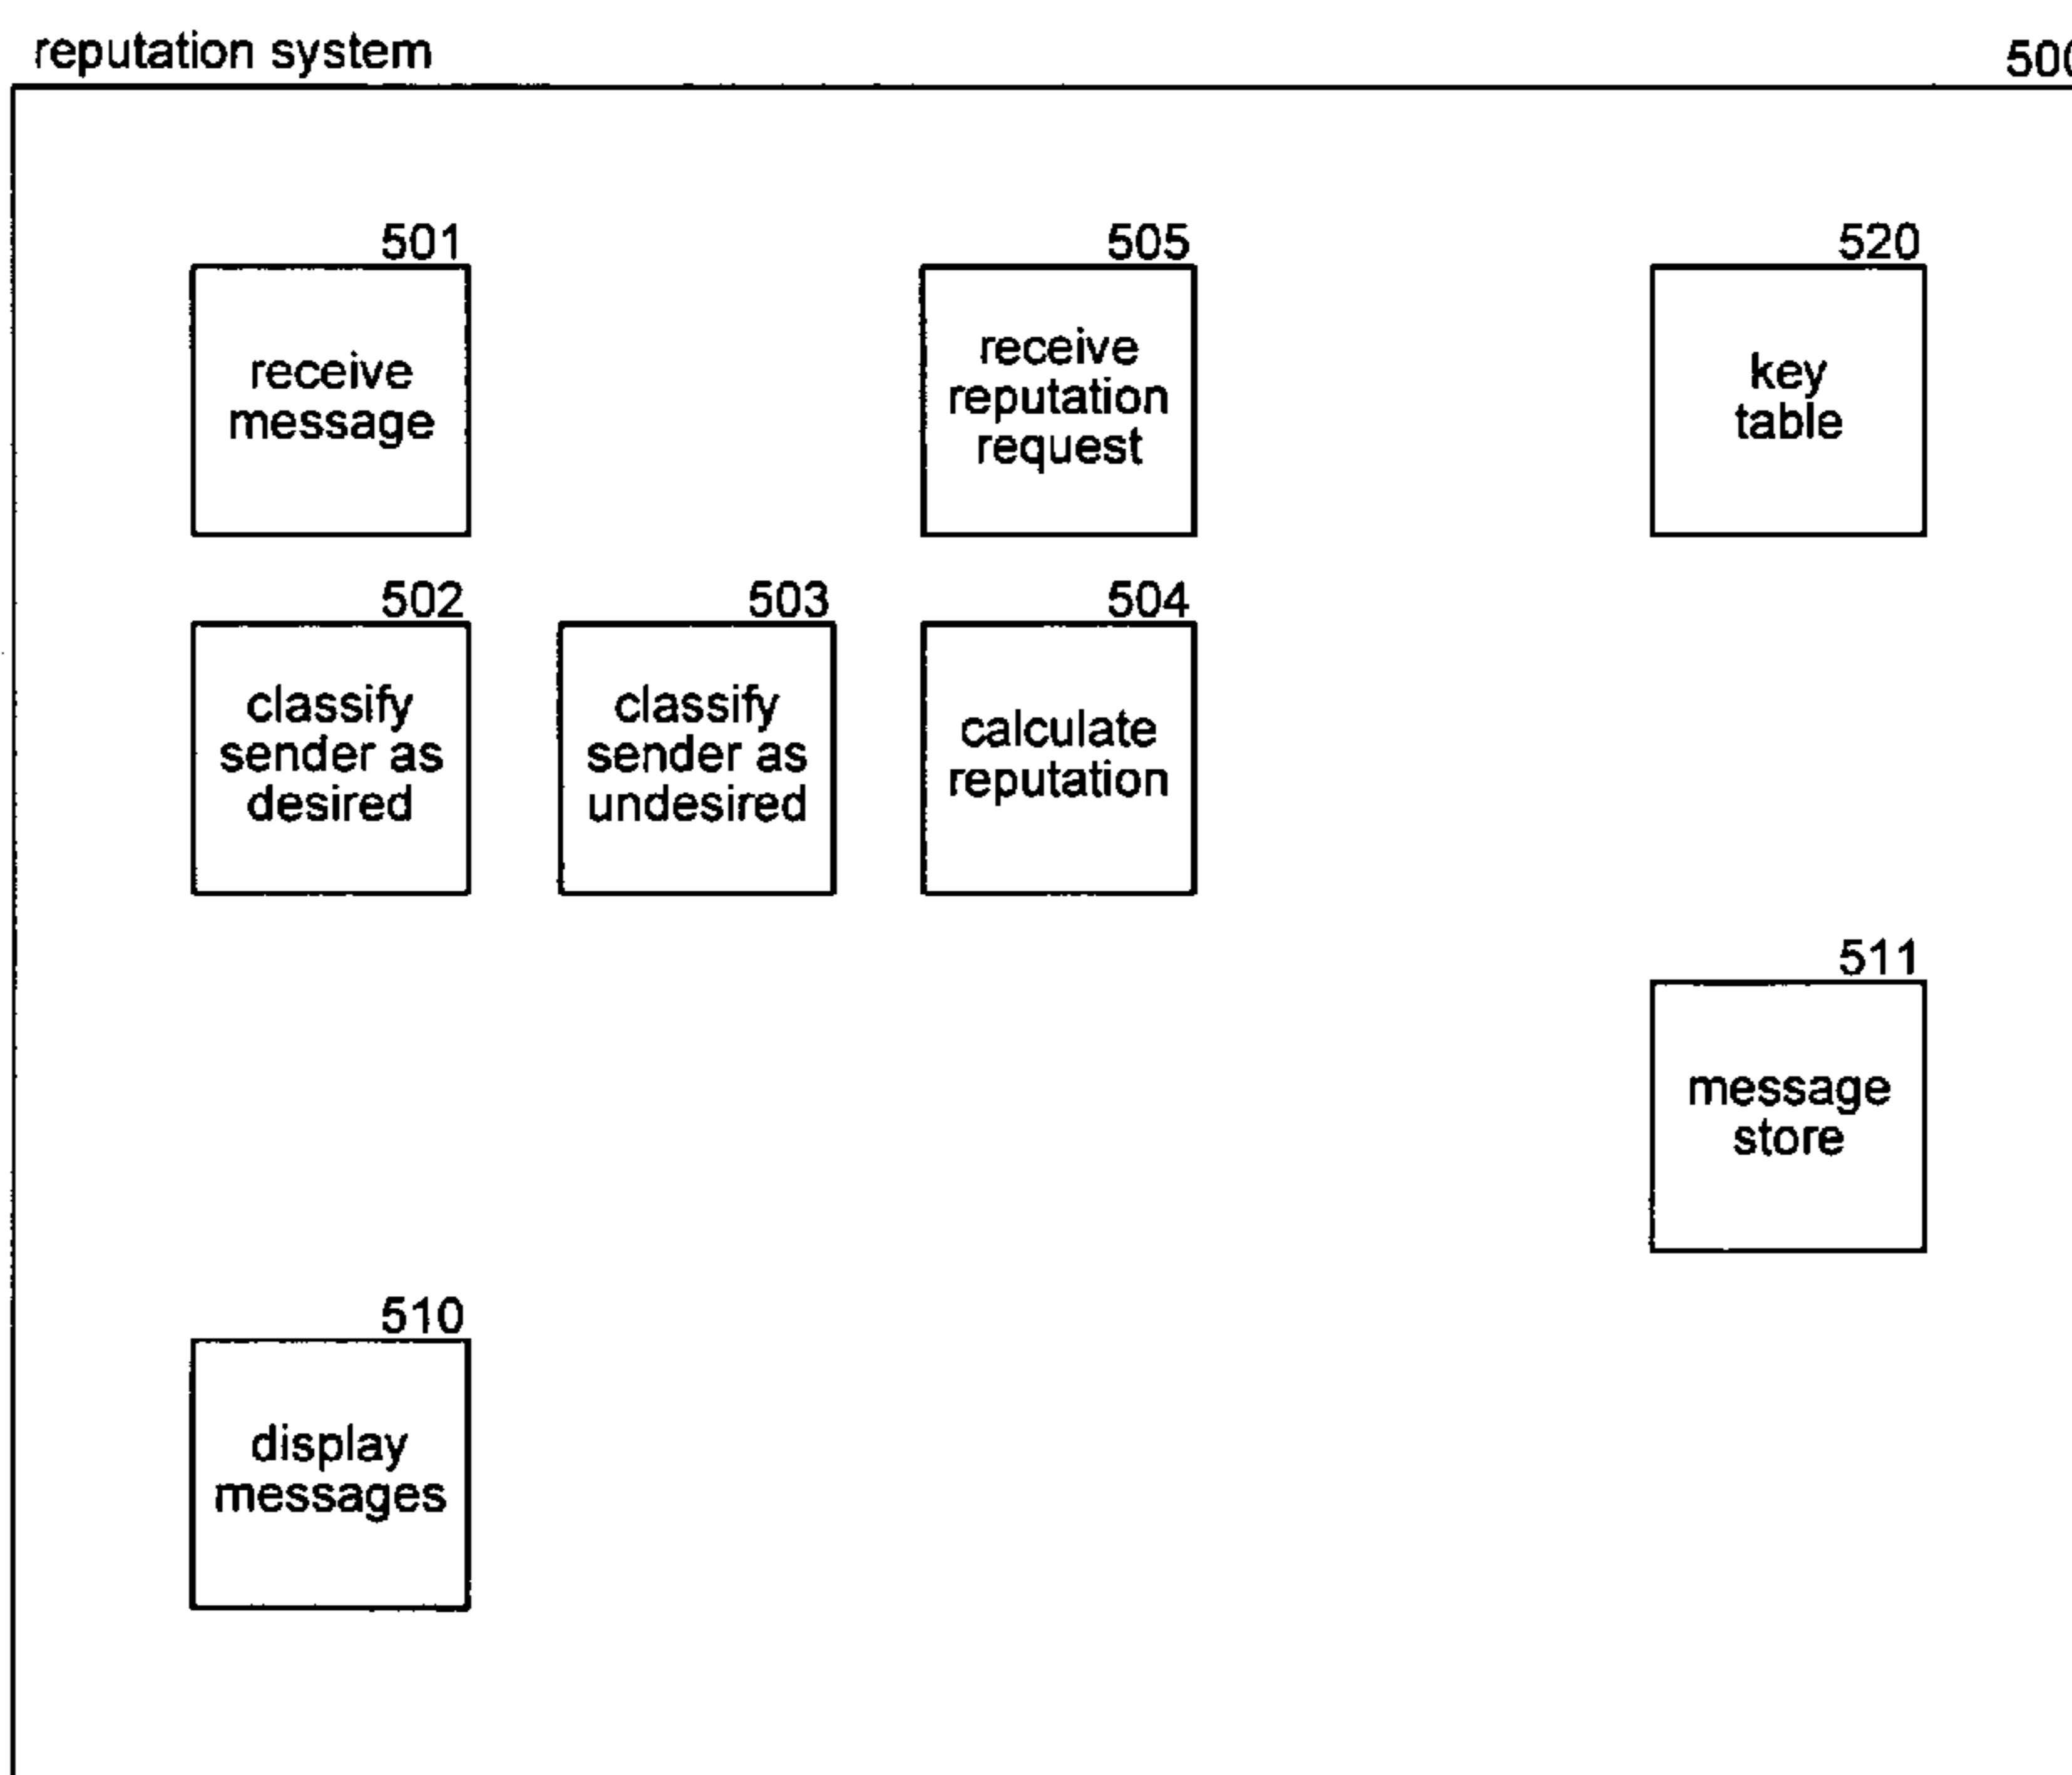 reputation system
500
501
receive
message
505
receive
reputation
request
520
key
table
502
classify
sender as
desired
503
classify
sender as
undesired
504
calculate
reputation
511
message
store
510
display
messages